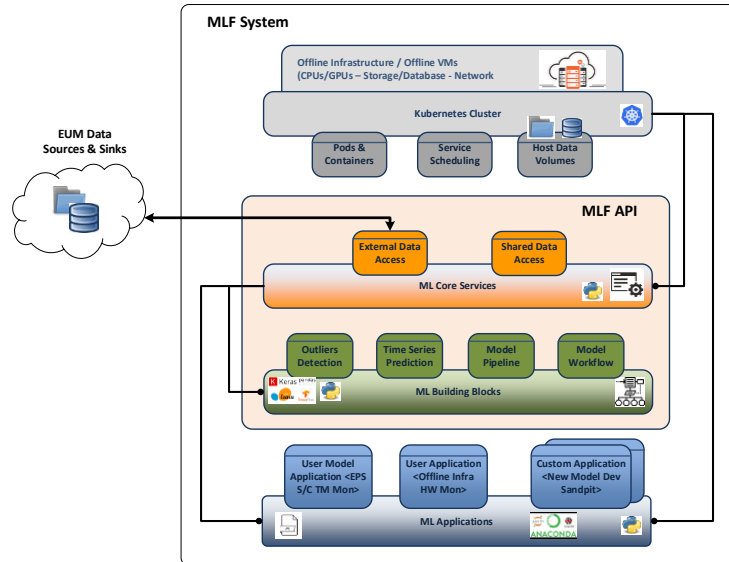 MLF System
Offline Infrastructure / Offline VMs
(CPUs/GPUs – Storage/Database - Network
Kubernetes Cluster
Pods &
Containers
Service
Scheduling
Host Data
Volumes
EUM Data
Sources & Sinks
MLF API
External Data
Access
Shared Data
Access
ML Core Services
Outliers
Detection
Time Series
Prediction
Model
Pipeline
Model
Workflow
K Keras
pandas
ML Building Blocks
User Model
Application <EPS
S/C TM Mon>
User Application
<Offline Infra
HW Mon>
Custom Application
<New Model Dev
Sandpit>
ML Applications
ANACONDA